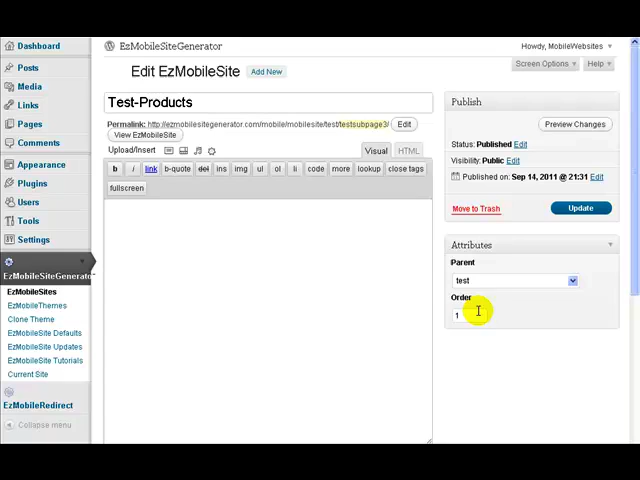 Dashboard
Posts
Media
Links
Pages
Comments
Appearance
Plugins
Users
Tools
Settings
EzMobileSiteGenerato
EzMobileSites
EzMobileThemes
Clone Theme
EzMobileSite Defaults
EzMobileSite Updates
EzMobileSite Tutorials
Current Site
EzMobileRedirect
Collapse menu
EzMobileSiteGenerator
Howdy, MobileWebsites
Screen Options
Help
Edit EzMobileSite Add New
Test-Products
Permalink: http://ezmobilesitegenerator.com/mobile/mobilesite/test/testsubpage3/ Edit
View EzMobileSite
Upload/Insert
Visual HTML
b i link b-quote del ins img ul ol li code more lookup close tags
fullscreen
Publish
Preview Changes
Status: Published Edit
Visibility: Public Edit
Published on: Sep 14, 2011 @ 21:31 Edit
Move to Trash Update
Attributes
Parent
test
Order
1